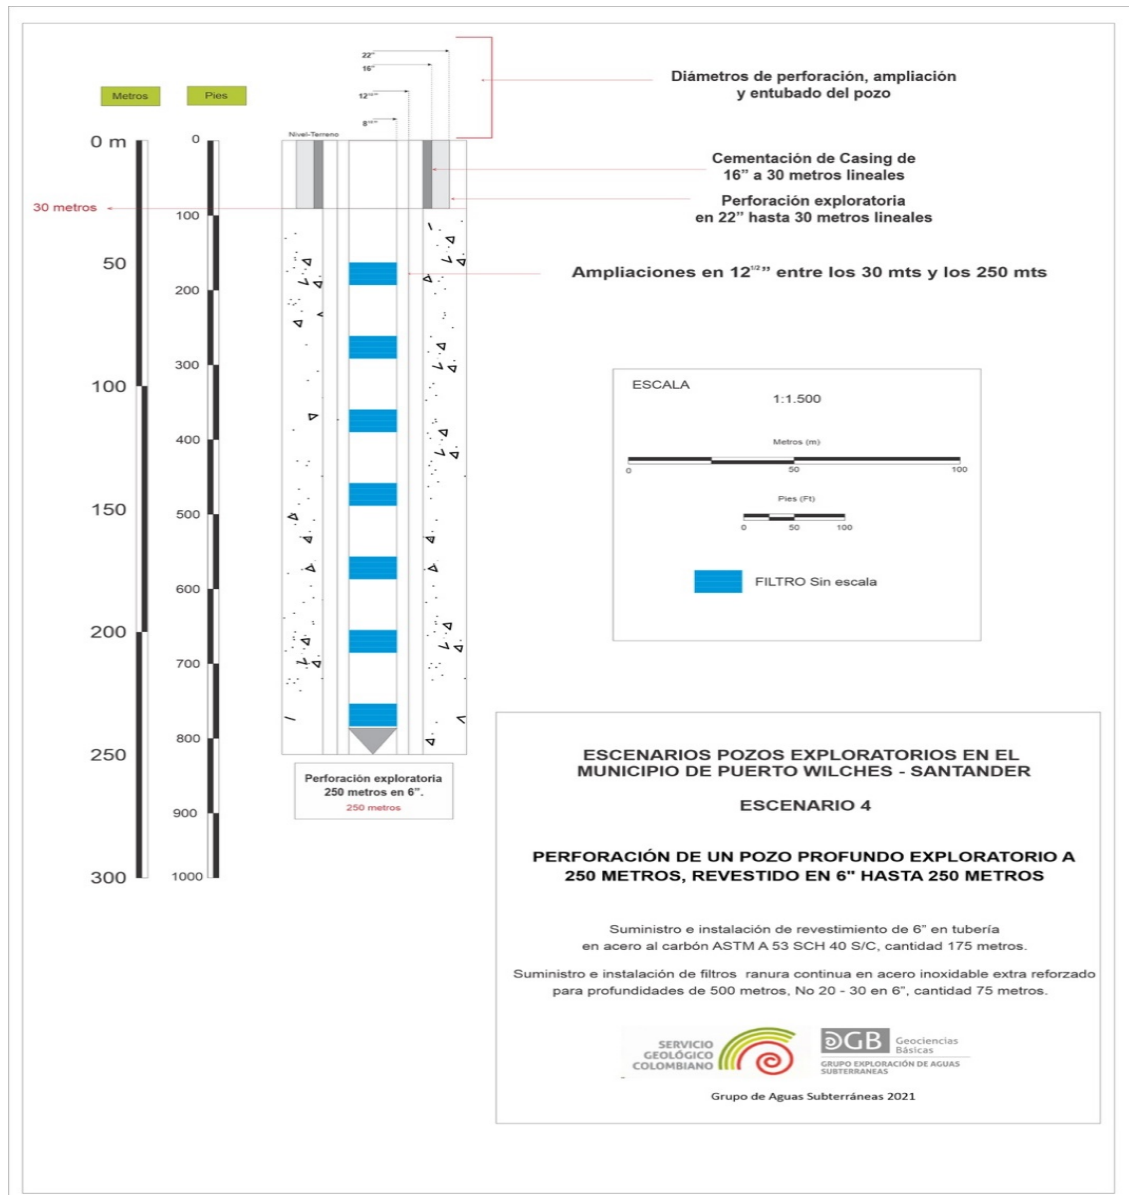 22"
16"
12 1/2"
8 1/2"
Metros
Pies
Diámetros de perforación, ampliación
y entubado del pozo
Nivel-Terreno
0 m
50
100
150
200
250
300
0
100
200
300
400
500
600
700
800
900
1000
30 metros
Cementación de Casing de
16” a 30 metros lineales
Perforación exploratoria
en 22” hasta 30 metros lineales
Ampliaciones en 12 1/2” entre los 30 mts y los 250 mts
ESCALA
1:1.500
Metros (m)
0 50 100
Pies (Ft)
0 50 100
FILTRO Sin escala
Perforación exploratoria
250 metros en 6”.
250 metros
ESCENARIOS POZOS EXPLORATORIOS EN EL
MUNICIPIO DE PUERTO WILCHES - SANTANDER
ESCENARIO 4
PERFORACIÓN DE UN POZO PROFUNDO EXPLORATORIO A
250 METROS, REVESTIDO EN 6" HASTA 250 METROS
Suministro e instalación de revestimiento de 6” en tubería
en acero al carbón ASTM A 53 SCH 40 S/C, cantidad 175 metros.
Suministro e instalación de filtros ranura continua en acero inoxidable extra reforzado
para profundidades de 500 metros, No 20 - 30 en 6”, cantidad 75 metros.
SERVICIO
GEOLÓGICO
COLOMBIANO
DGB
Geociencias
Básicas
GRUPO EXPLORACIÓN DE AGUAS
SUBTERRANEAS
Grupo de Aguas Subterráneas 2021